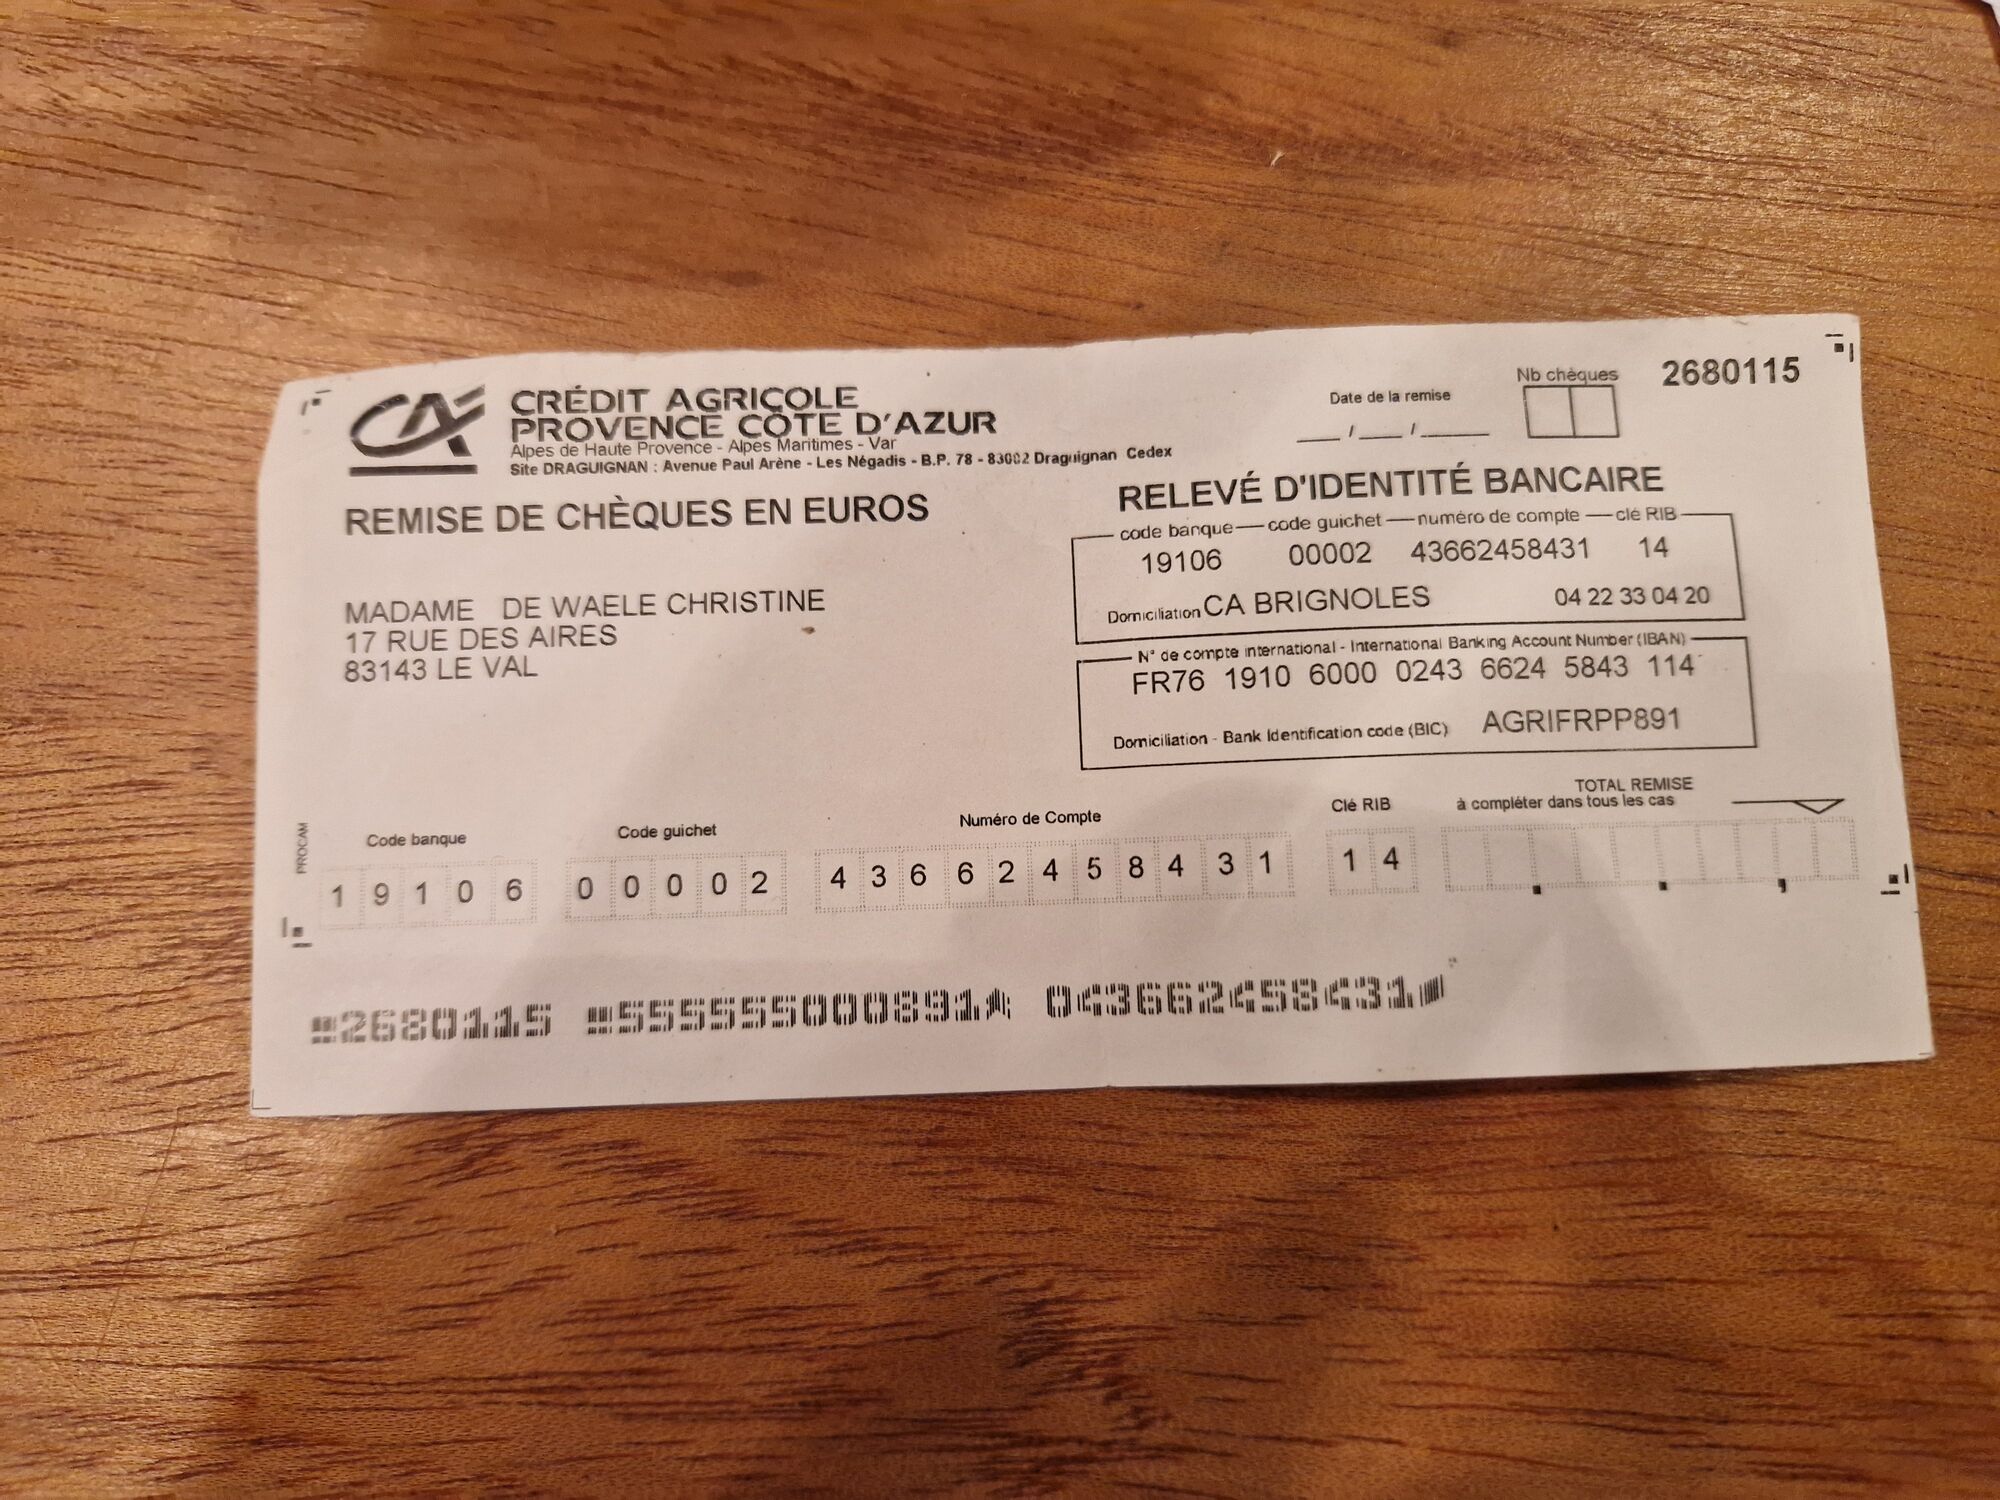 CA CRÉDIT AGRICOLE
PROVENCE CÔTE D'AZUR
Alpes de Haute Provence - Alpes Maritimes - Var
Site DRAGUIGNAN : Avenue Paul Arène - Les Négadis - B.P. 78 - 83002 Draguignan Cedex
Date de la remise
__ / __ / ____
Nb chèques
2680115
REMISE DE CHÈQUES EN EUROS
MADAME DE WAELE CHRISTINE
17 RUE DES AIRES
83143 LE VAL
RELEVÉ D'IDENTITÉ BANCAIRE
code banque code guichet numéro de compte clé RIB
19106 00002 43662458431 14
Domiciliation CA BRIGNOLES 04 22 33 04 20
N° de compte international - International Banking Account Number (IBAN)
FR76 1910 6000 0243 6624 5843 114
Domiciliation - Bank Identification code (BIC) AGRIFRPP891
TOTAL REMISE
à compléter dans tous les cas
PROCAM
Code banque Code guichet Numéro de Compte Clé RIB
1 9 1 0 6 0 0 0 0 2 4 3 6 6 2 4 5 8 4 3 1 1 4
2680115 555555000891A 043662458431